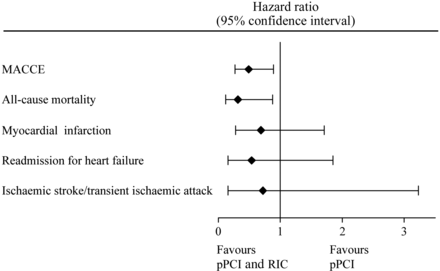 Hazard ratio
(95% confidence interval)
MACCE
All-cause mortality
Myocardial infarction
Readmission for heart failure
Ischaemic stroke/transient ischaemic attack
0 1 2 3
Favours Favours
pPCI and RIC pPCI